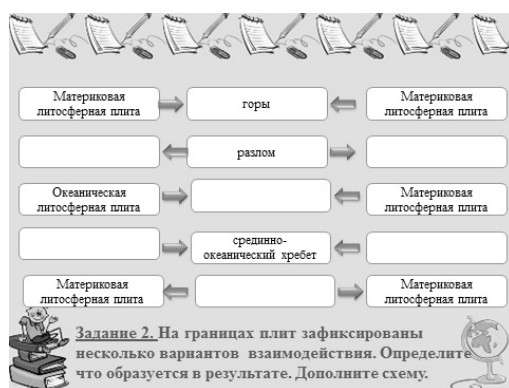 Материковая
литосферная плита
горы
Материковая
литосферная плита
разлом
Океаническая
литосферная плита
Материковая
литосферная плита
срединно-
океанический хребет
Материковая
литосферная плита
Материковая
литосферная плита
Задание 2. На границах плит зафиксированы
несколько вариантов взаимодействия. Определите
что образуется в результате. Дополните схему.